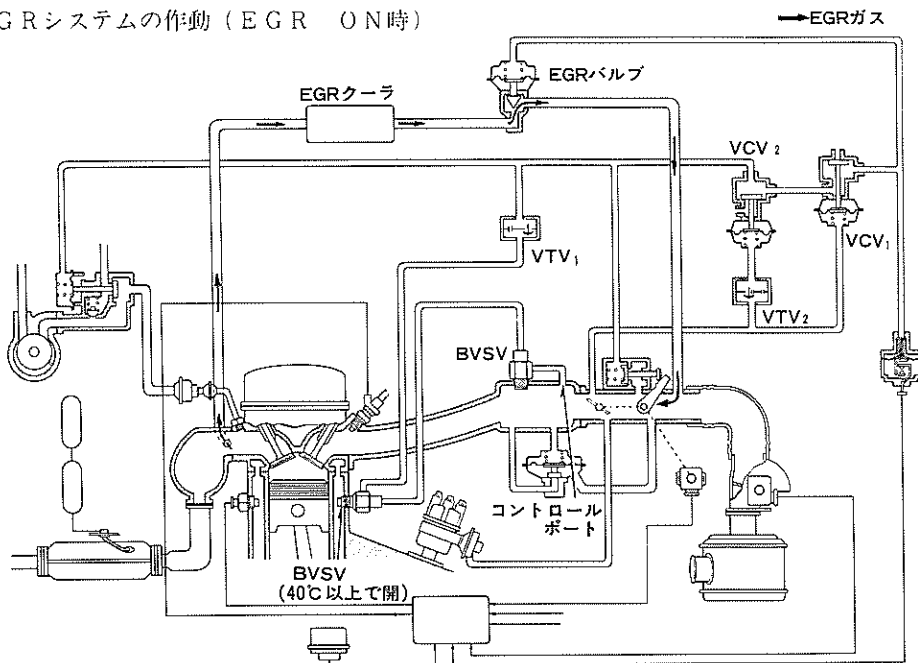 GRシステムの作動(EGR ON時)
EGRガス
EGRバルブ
EGRクーラ
VCV₂
VCV₁
VTV₁
VTV₂
BVSV
コントロール
ポート
BVSV
(40℃以上で開)